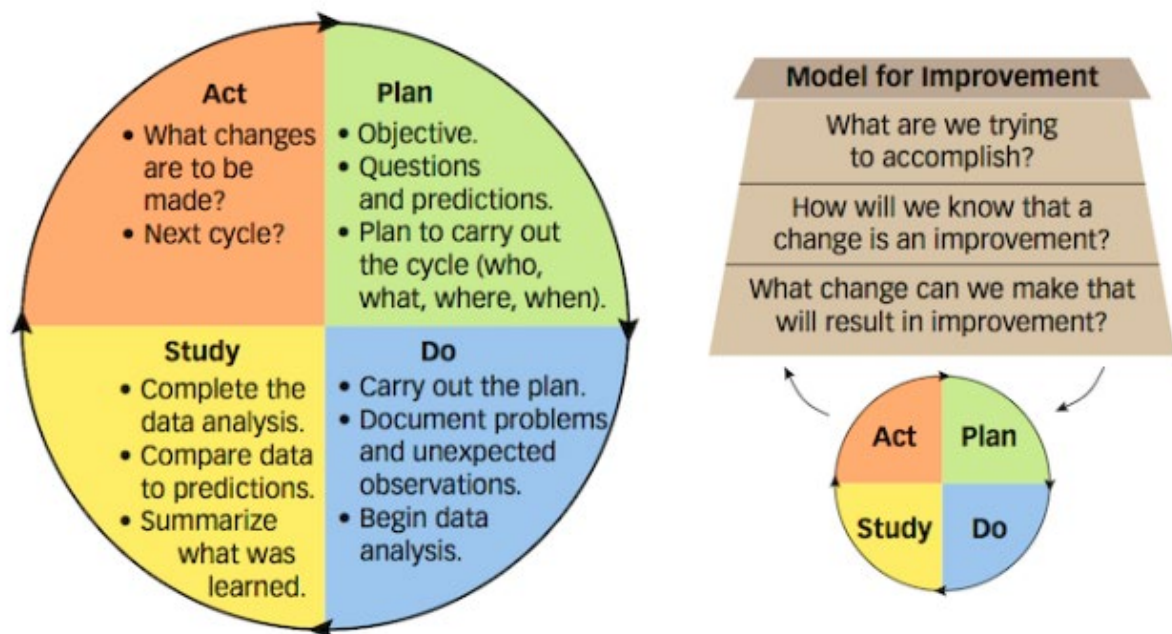 Act
• What changes
are to be
made?
• Next cycle?
Plan
• Objective.
• Questions
and predictions.
• Plan to carry out
the cycle (who,
what, where, when).
Study
• Complete the
data analysis.
• Compare data
to predictions.
• Summarize
what was
learned.
Do
• Carry out the plan.
• Document problems
and unexpected
observations.
• Begin data
analysis.
Model for Improvement
What are we trying
to accomplish?
How will we know that a
change is an improvement?
What change can we make that
will result in improvement?
Act
Plan
Study
Do